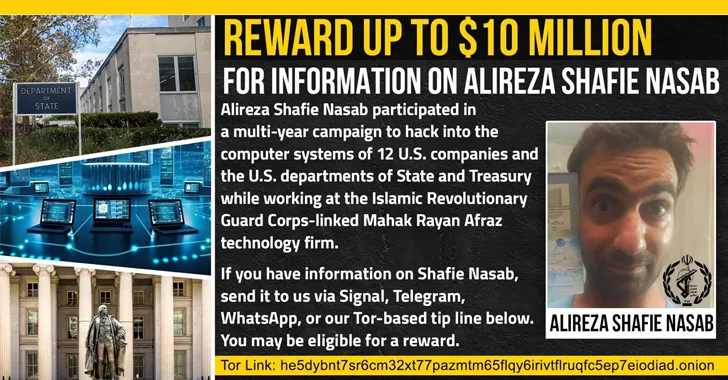 DEPARTMENT
OF
STATE
REWARD UP TO $10 MILLION
FOR INFORMATION ON ALIREZA SHAFIE NASAB
Alireza Shafie Nasab participated in
a multi-year campaign to hack into the
computer systems of 12 U.S. companies and
the U.S. departments of State and Treasury
while working at the Islamic Revolutionary
Guard Corps-linked Mahak Rayan Afraz
technology firm.
If you have information on Shafie Nasab,
send it to us via Signal, Telegram,
WhatsApp, or our Tor-based tip line below.
You may be eligible for a reward.
ALIREZA SHAFIE NASAB
Tor Link: he5dybnt7sr6cm32xt77pazmtm65flqy6irivtflruqfc5ep7eiodiad.onion